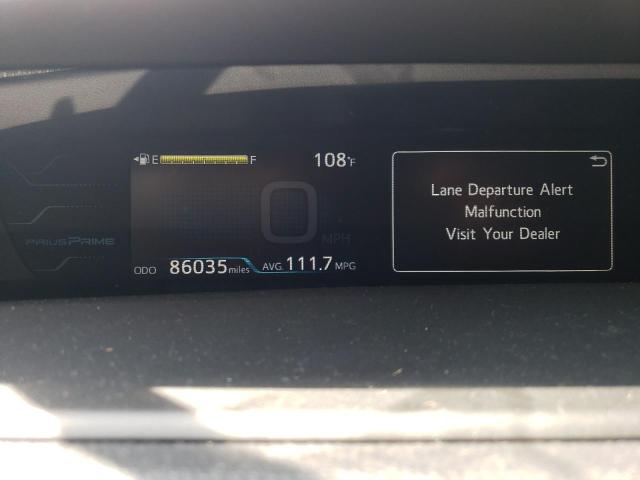 E F 108°F
0
MPH
PRIUS PRIME
ODO 86035 miles AVG. 111.7 MPG
Lane Departure Alert
Malfunction
Visit Your Dealer